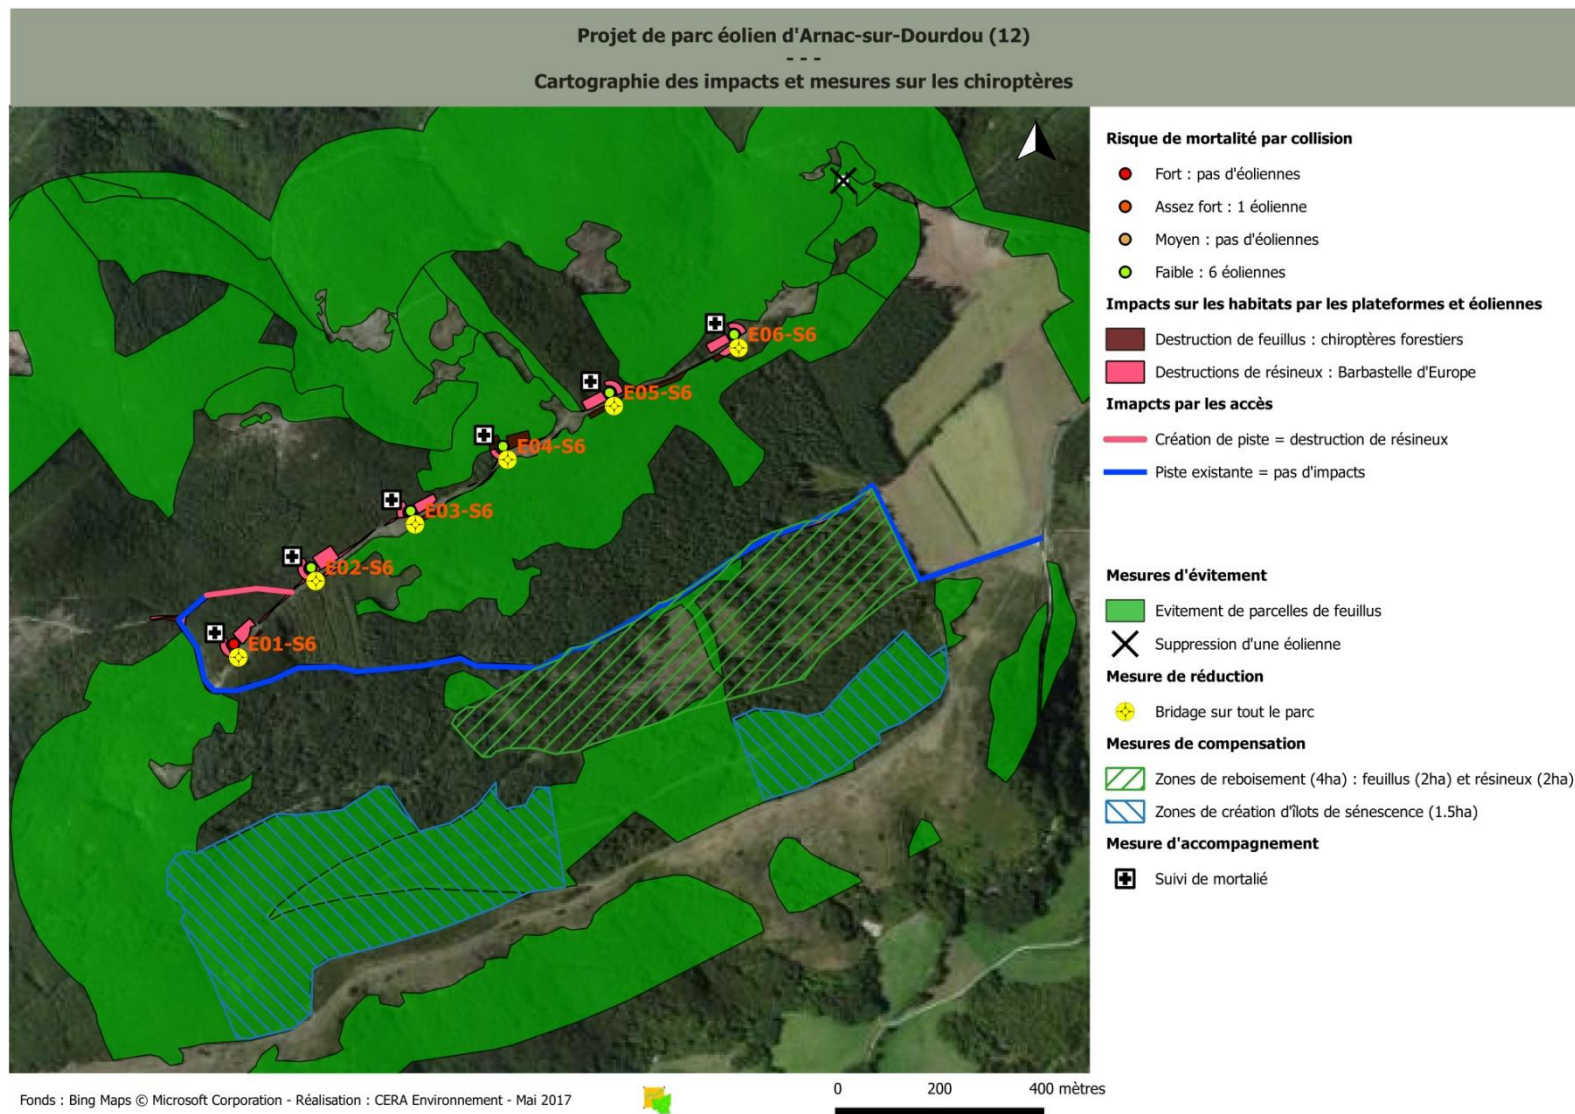 Projet de parc éolien d'Arnac-sur-Dourdou (12)
- - -
Cartographie des impacts et mesures sur les chiroptères
Risque de mortalité par collision
Fort : pas d'éoliennes
Assez fort : 1 éolienne
Moyen : pas d'éoliennes
Faible : 6 éoliennes
Impacts sur les habitats par les plateformes et éoliennes
Destruction de feuillus : chiroptères forestiers
Destructions de résineux : Barbastelle d'Europe
Imapcts par les accès
Création de piste = destruction de résineux
Piste existante = pas d'impacts
Mesures d'évitement
Evitement de parcelles de feuillus
Suppression d'une éolienne
Mesure de réduction
Bridage sur tout le parc
Mesures de compensation
Zones de reboisement (4ha) : feuillus (2ha) et résineux (2ha)
Zones de création d'îlots de sénescence (1.5ha)
Mesure d'accompagnement
Suivi de mortalié
E06-S6
E05-S6
E04-S6
E03-S6
E02-S6
E01-S6
0 200 400 mètres
Fonds : Bing Maps © Microsoft Corporation - Réalisation : CERA Environnement - Mai 2017